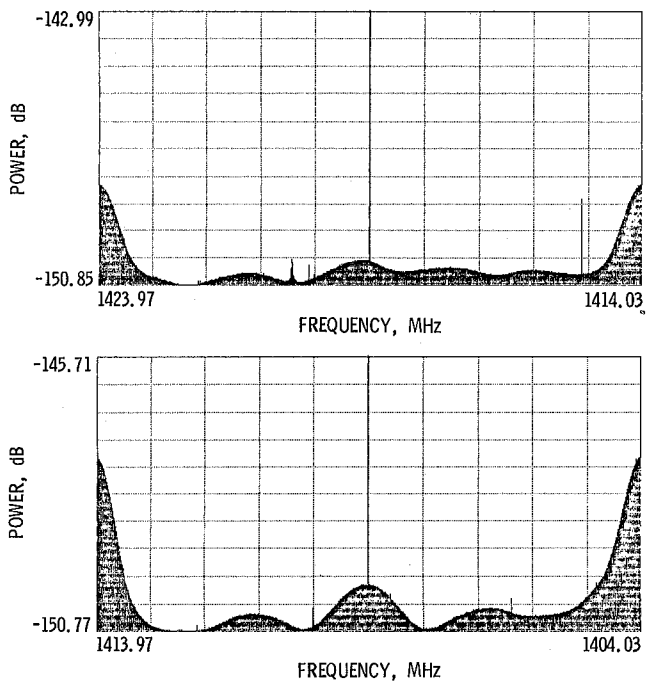 -142.99
POWER, dB
-150.85
1423.97
1414.03
FREQUENCY, MHz
-145.71
POWER, dB
-150.77
1413.97
1404.03
FREQUENCY, MHz